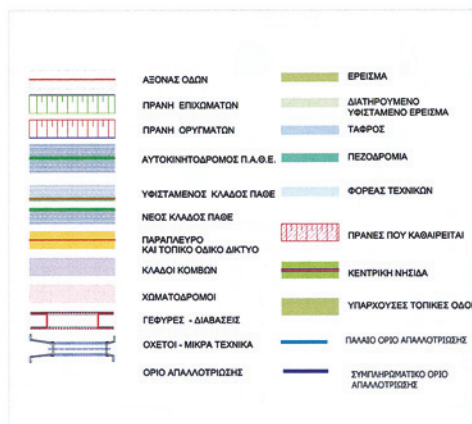 ΑΞΟΝΑΣ ΟΔΩΝ
ΠΡΑΝΗ ΕΠΙΧΩΜΑΤΩΝ
ΠΡΑΝΗ ΟΡΥΓΜΑΤΩΝ
ΑΥΤΟΚΙΝΗΤΟΔΡΟΜΟΣ Π.Α.Θ.Ε.
ΥΦΙΣΤΑΜΕΝΟΣ ΚΛΑΔΟΣ ΠΑΘΕ
ΝΕΟΣ ΚΛΑΔΟΣ ΠΑΘΕ
ΠΑΡΑΠΛΕΥΡΟ
ΚΑΙ ΤΟΠΙΚΟ ΟΔΙΚΟ ΔΙΚΤΥΟ
ΚΛΑΔΟΙ ΚΟΜΒΩΝ
ΧΩΜΑΤΟΔΡΟΜΟΙ
ΓΕΦΥΡΕΣ - ΔΙΑΒΑΣΕΙΣ
ΟΧΕΤΟΙ - ΜΙΚΡΑ ΤΕΧΝΙΚΑ
ΟΡΙΟ ΑΠΑΛΛΟΤΡΙΩΣΗΣ
ΕΡΕΙΣΜΑ
ΔΙΑΤΗΡΟΥΜΕΝΟ
ΥΦΙΣΤΑΜΕΝΟ ΕΡΕΙΣΜΑ
ΤΑΦΡΟΣ
ΠΕΖΟΔΡΟΜΙΑ
ΦΟΡΕΑΣ ΤΕΧΝΙΚΩΝ
ΠΡΑΝΕΣ ΠΟΥ ΚΑΘΑΙΡΕΙΤΑΙ
ΚΕΝΤΡΙΚΗ ΝΗΣΙΔΑ
ΥΠΑΡΧΟΥΣΕΣ ΤΟΠΙΚΕΣ ΟΔΟΙ
ΠΑΛΑΙΟ ΟΡΙΟ ΑΠΑΛΛΟΤΡΙΩΣΗΣ
ΣΥΜΠΛΗΡΩΜΑΤΙΚΟ ΟΡΙΟ
ΑΠΑΛΛΟΤΡΙΩΣΗΣ